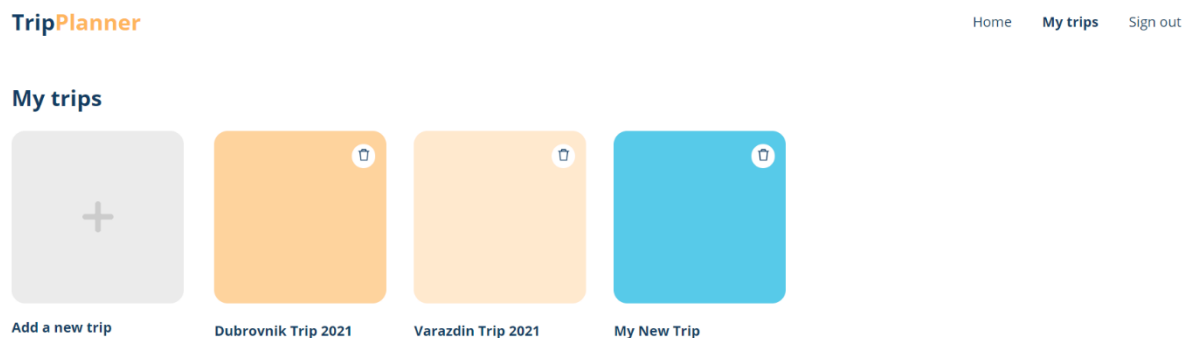 TripPlanner
Home My trips Sign out
My trips
Add a new trip
Dubrovnik Trip 2021
Varazdin Trip 2021
My New Trip